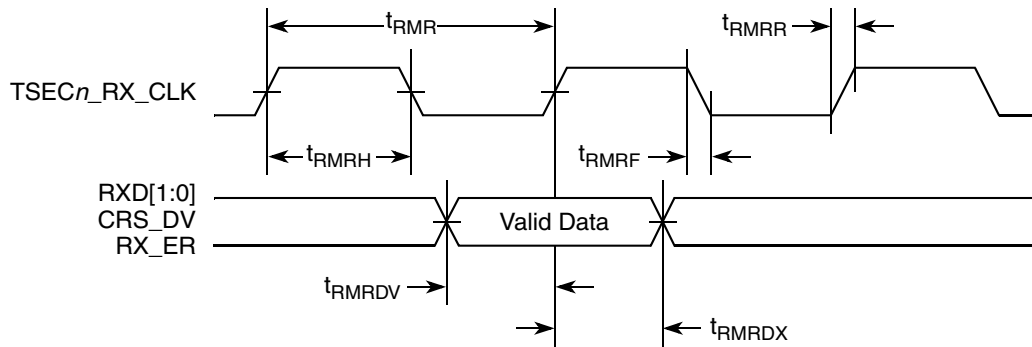 tRMR
tRMRR
TSECn_RX_CLK
tRMRH
tRMRF
RXD[1:0]
CRS_DV
RX_ER
Valid Data
tRMRDV
tRMRDX